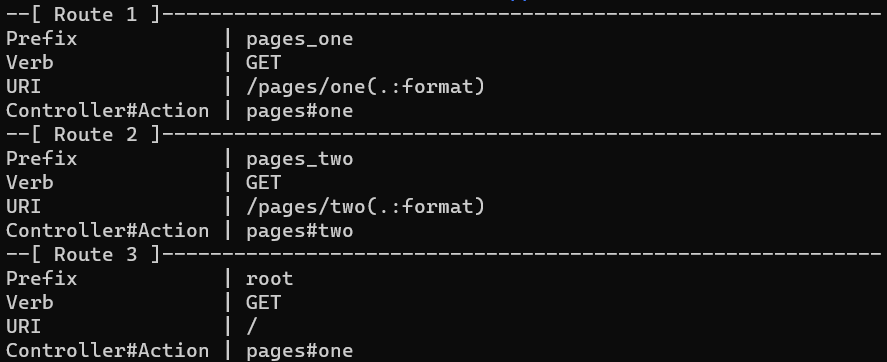 --[ Route 1 ]------------------------------------------------------------
Prefix            | pages_one
Verb              | GET
URI               | /pages/one(.:format)
Controller#Action | pages#one
--[ Route 2 ]------------------------------------------------------------
Prefix            | pages_two
Verb              | GET
URI               | /pages/two(.:format)
Controller#Action | pages#two
--[ Route 3 ]------------------------------------------------------------
Prefix            | root
Verb              | GET
URI               | /
Controller#Action | pages#one